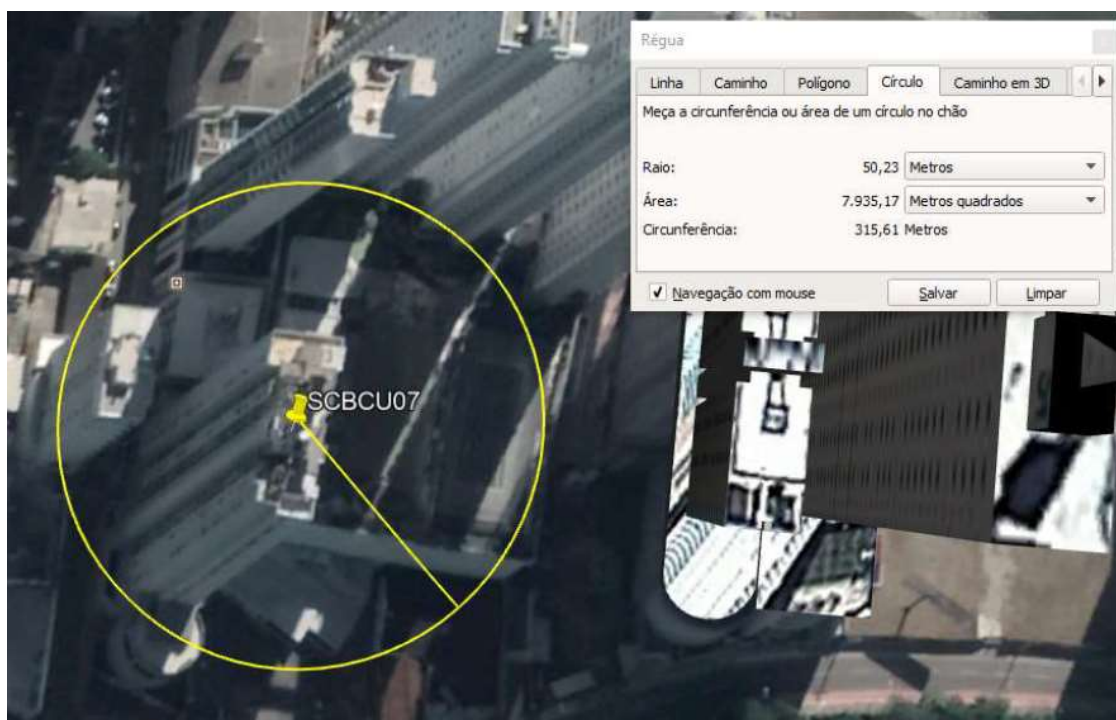 Régua
Linha Caminho Polígono Círculo Caminho em 3D
Meça a circunferência ou área de um círculo no chão
Raio: 50,23 Metros
Área: 7.935,17 Metros quadrados
Circunferência: 315,61 Metros
Navegação com mouse Salvar Limpar
SCBCU07